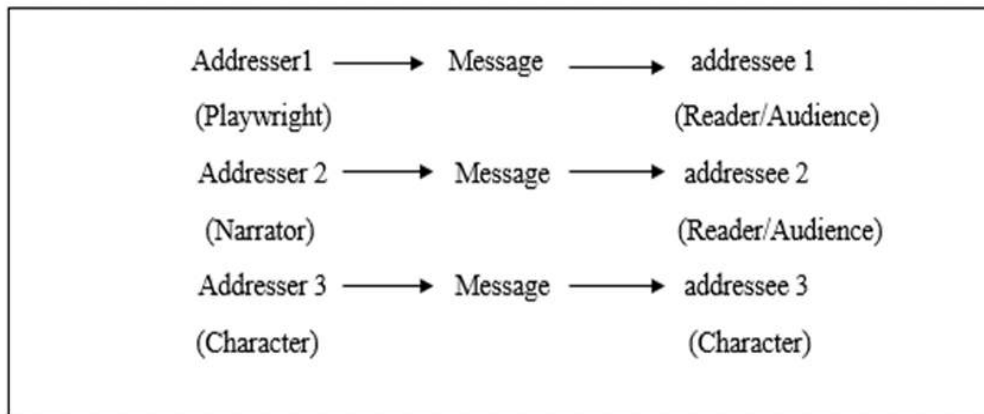 Addresser1 Message addressee 1
(Playwright) (Reader/Audience)
Addresser 2 Message addressee 2
(Narrator) (Reader/Audience)
Addresser 3 Message addressee 3
(Character) (Character)